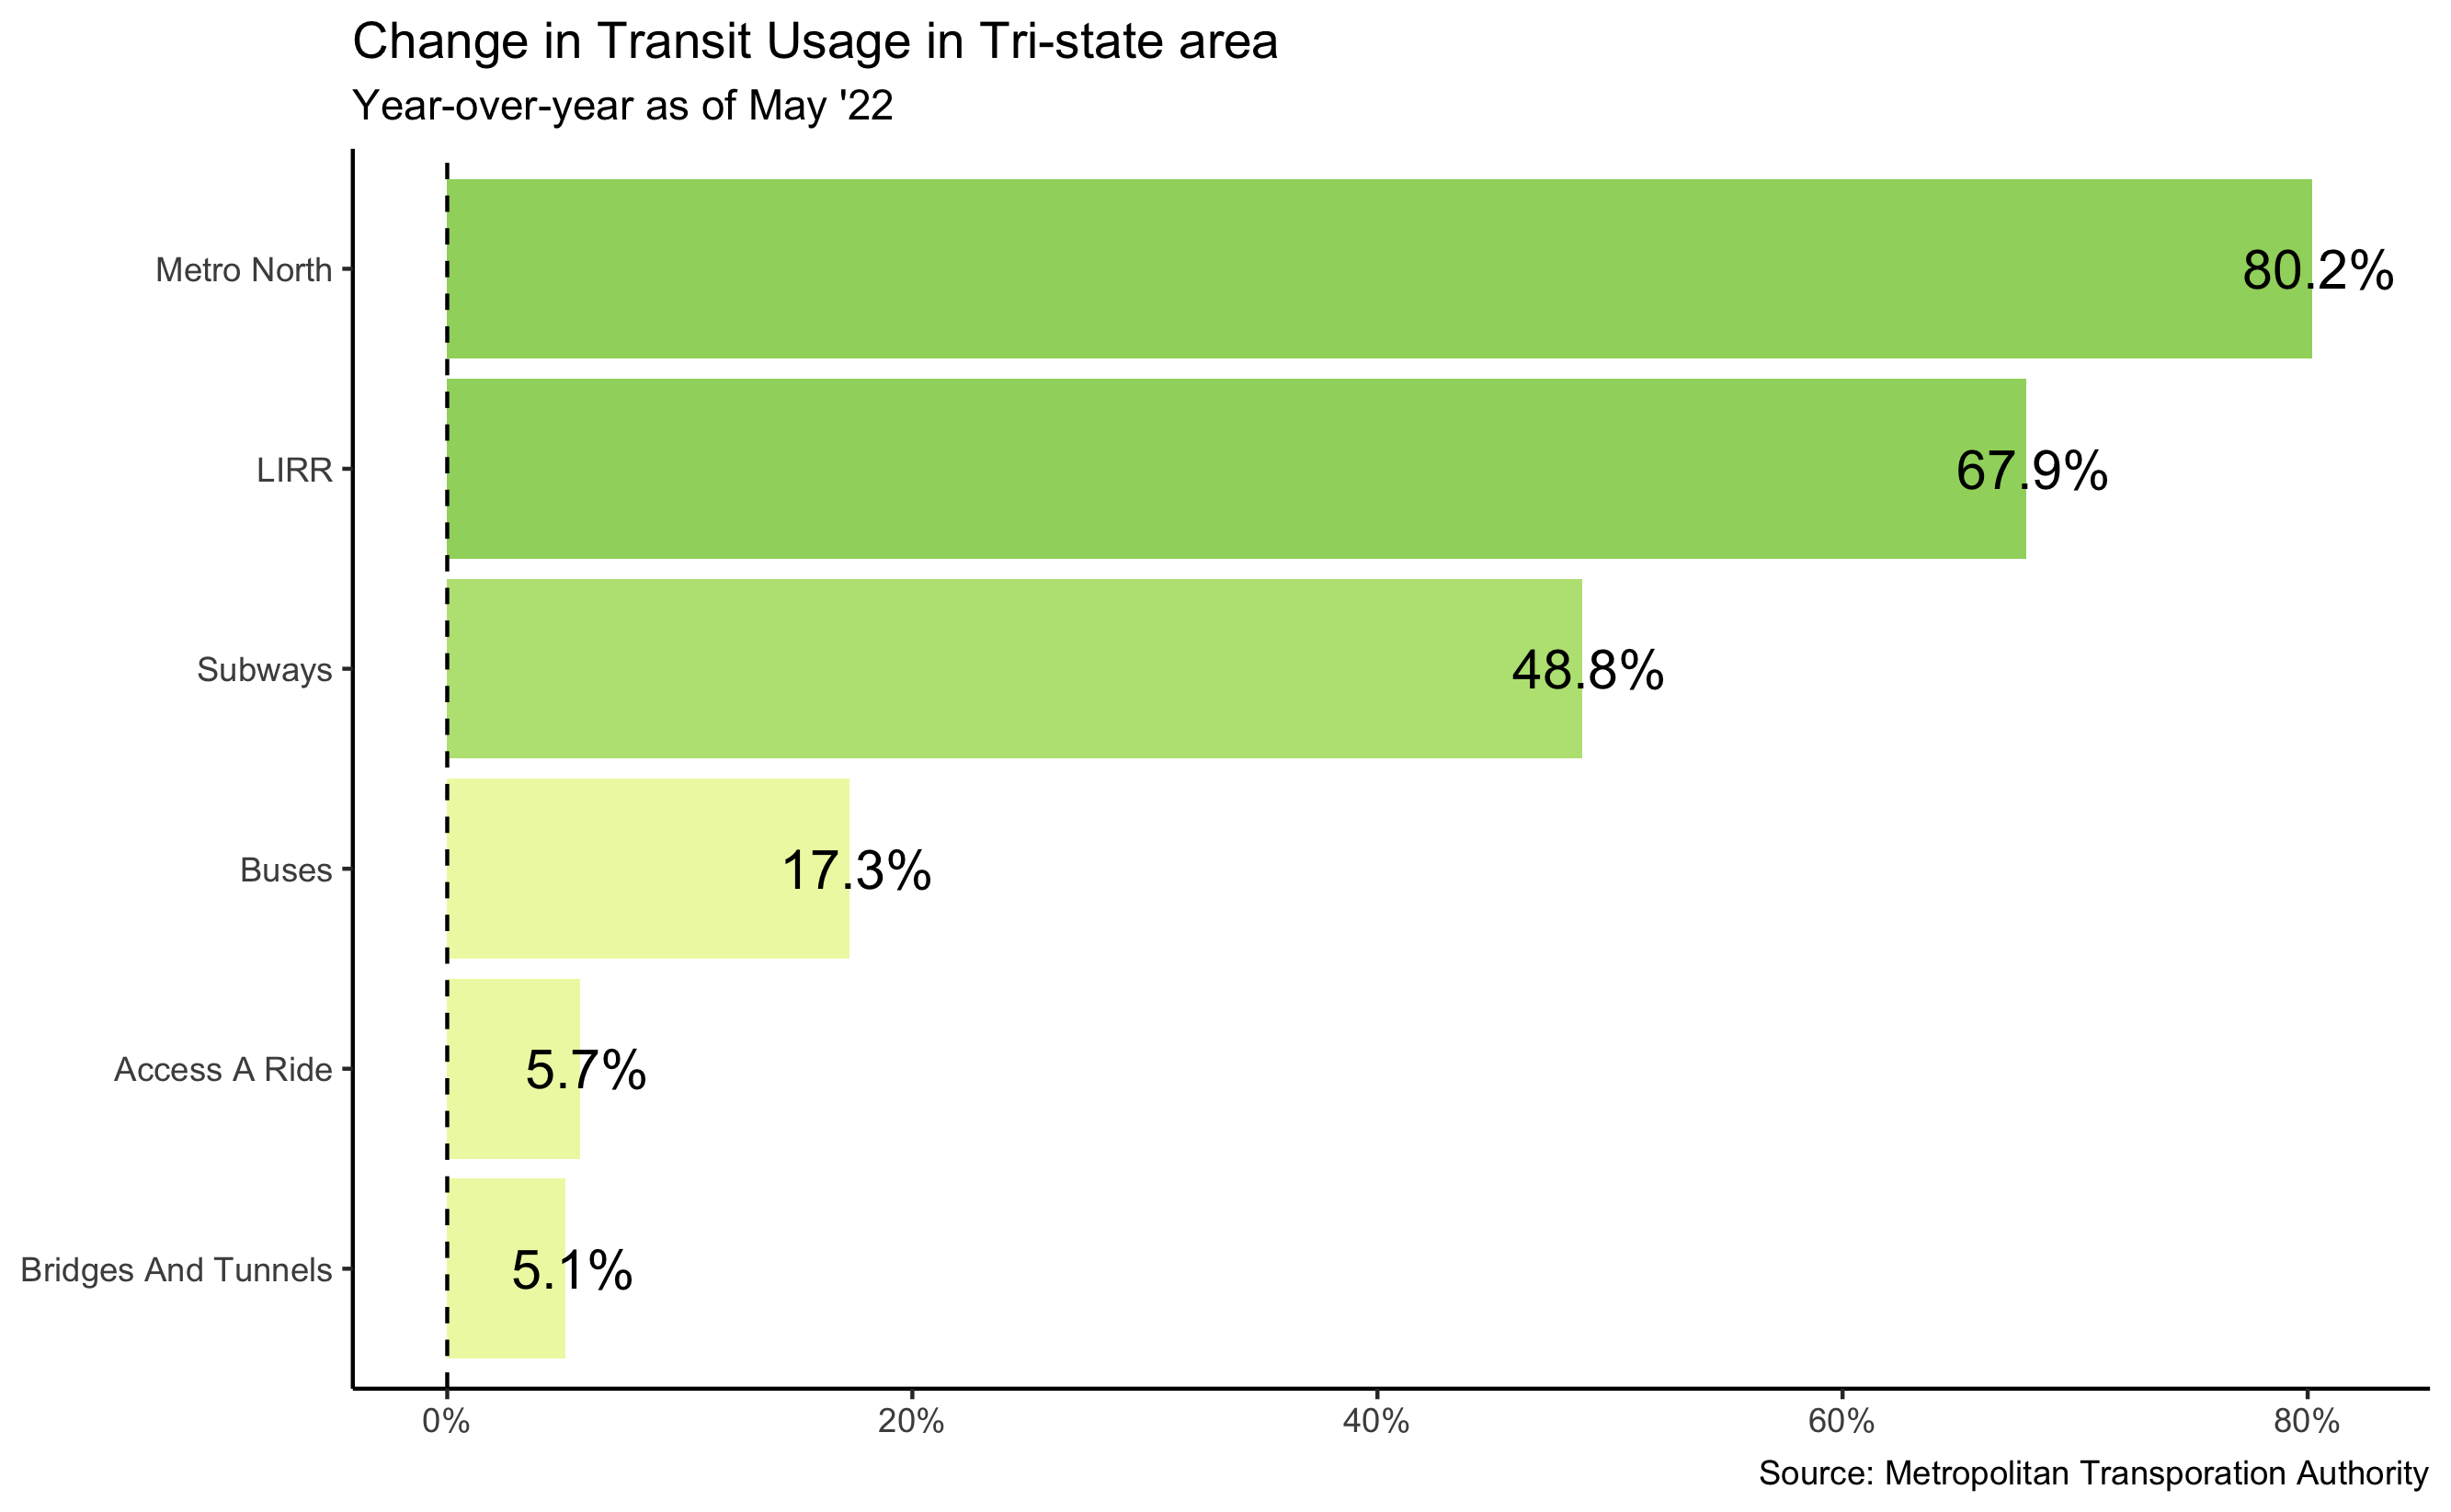 Change in Transit Usage in Tri-state area
Year-over-year as of May '22
Metro North 80.2%
LIRR 67.9%
Subways 48.8%
Buses 17.3%
Access A Ride 5.7%
Bridges And Tunnels 5.1%
0% 20% 40% 60% 80%
Source: Metropolitan Transporation Authority